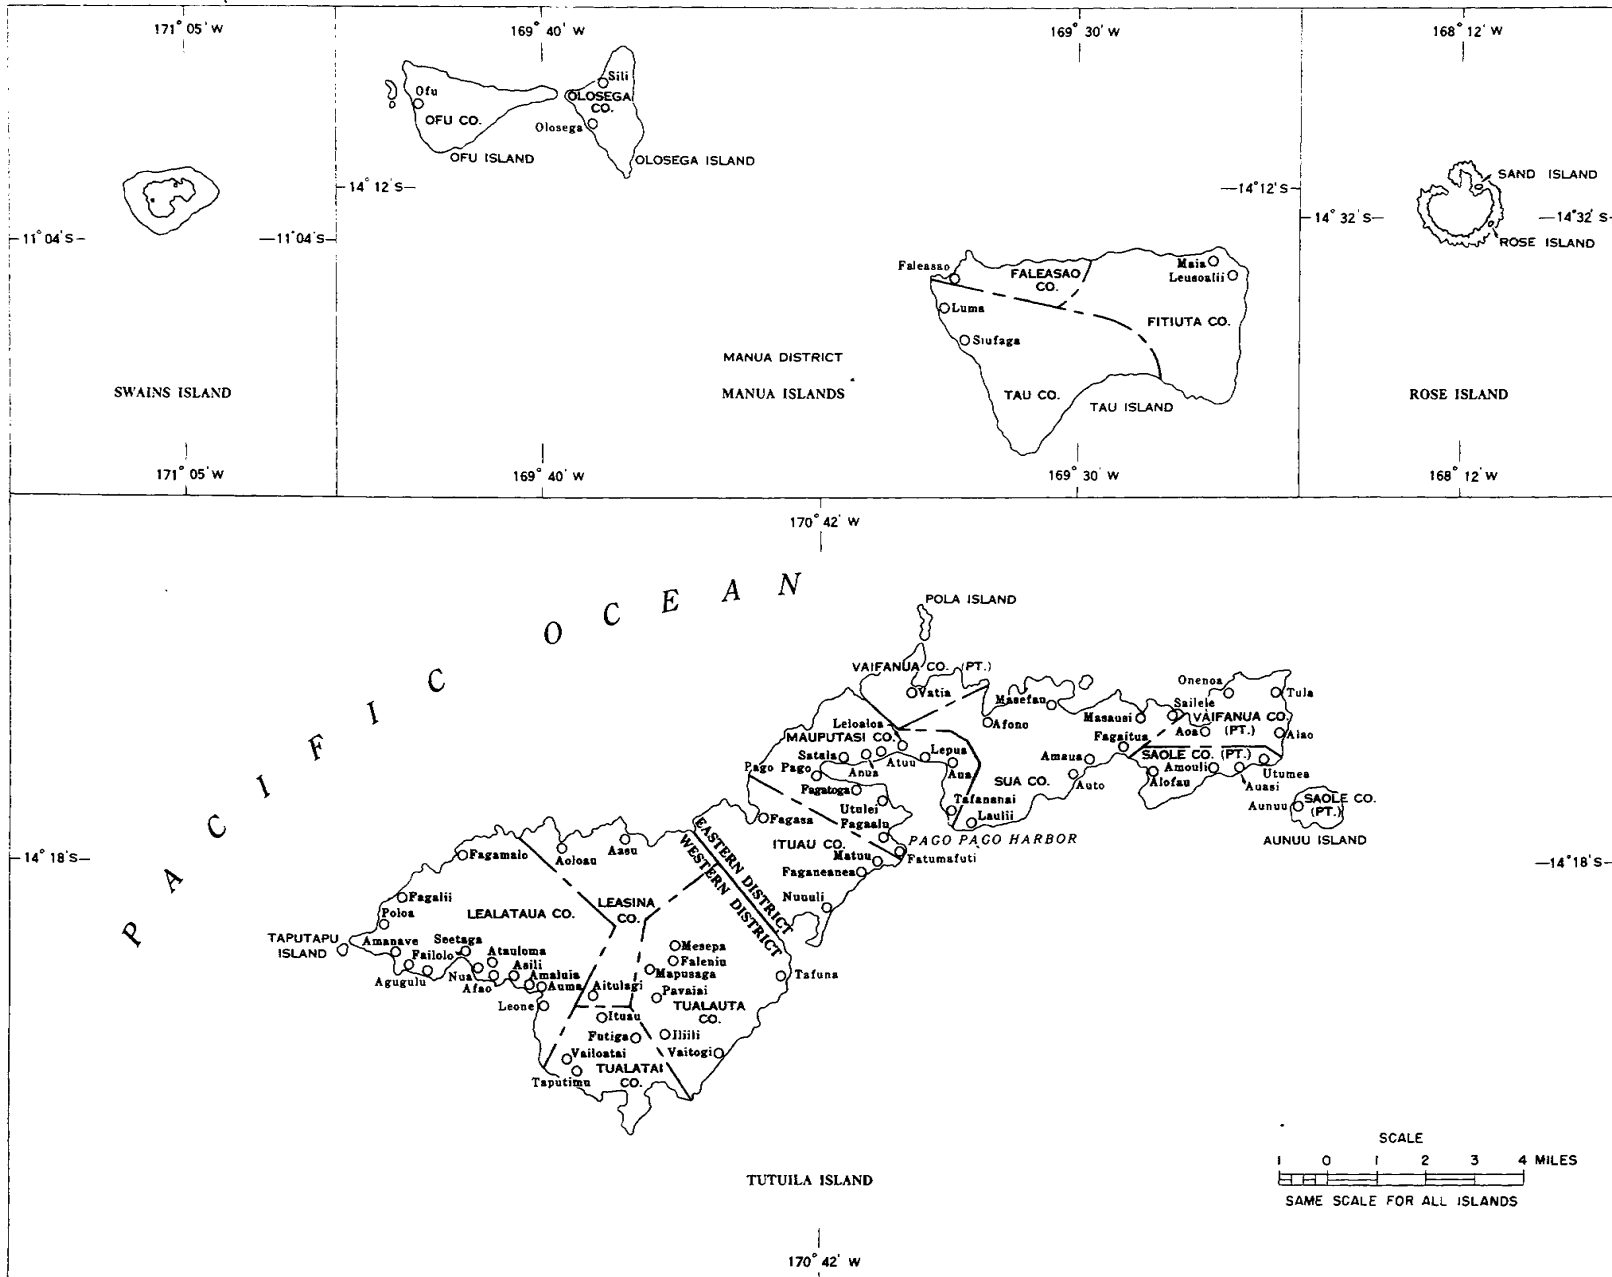 171° 05' W
169° 40' W
169° 30' W
168° 12' W
Sili
Ofu
OLOSEGA
CO.
OFU CO.
Olosega
OFU ISLAND
OLOSEGA ISLAND
14° 12' S
14° 12' S
SAND ISLAND
14° 32' S
14° 32' S
ROSE ISLAND
11° 04' S
11° 04' S
Faleasao
FALEASAO
CO.
Maia
Leusoalii
Luma
FITIUTA CO.
Siufaga
MANUA DISTRICT
SWAINS ISLAND
MANUA ISLANDS
TAU CO.
TAU ISLAND
ROSE ISLAND
171° 05' W
169° 40' W
169° 30' W
168° 12' W
170° 42' W
PACIFIC OCEAN
POLA ISLAND
VAIFANUA CO. (PT.)
Vatia
Masefau
Onenoa
Tula
Sailele
Masausi
Afono
VAIFANUA CO.
(PT.)
Aoa
Alao
Leloaloa
MAUPUTASI CO.
Fagaitua
SAOLE CO. (PT.)
Satala
Anua
Atuu
Lepua
Aua
Amaua
Amouli
Utumea
Pago Pago
SUA CO.
Auto
Alofau
Auasi
Fagatoga
Utulei
Tafananai
Aunuu
SAOLE CO.
(PT.)
Fagasa
Fagaalu
Laulii
PAGO PAGO HARBOR
AUNUU ISLAND
EASTERN DISTRICT
WESTERN DISTRICT
ITUAU CO.
Matuu
Fatumafuti
14° 18' S
14° 18' S
Fagamalo
Aoloau
Aasu
Faganeanea
Fagalii
LEALATAUA CO.
LEASINA
CO.
Nuuuli
Poloa
TAPUTAPU
ISLAND
Amanave
Seetaga
Failolo
Atauloma
Asili
Mesepa
Faleniu
Mapusaga
Agugulu
Nua
Afao
Amaluia
Auma
Aitulagi
Tafuna
Pavaiai
Leone
TUALAUTA
CO.
Ituau
Futiga
Iliili
Vailoatai
Vaitogi
Taputimu
TUALATAI
CO.
SCALE
1 0 1 2 3 4 MILES
SAME SCALE FOR ALL ISLANDS
TUTUILA ISLAND
170° 42' W